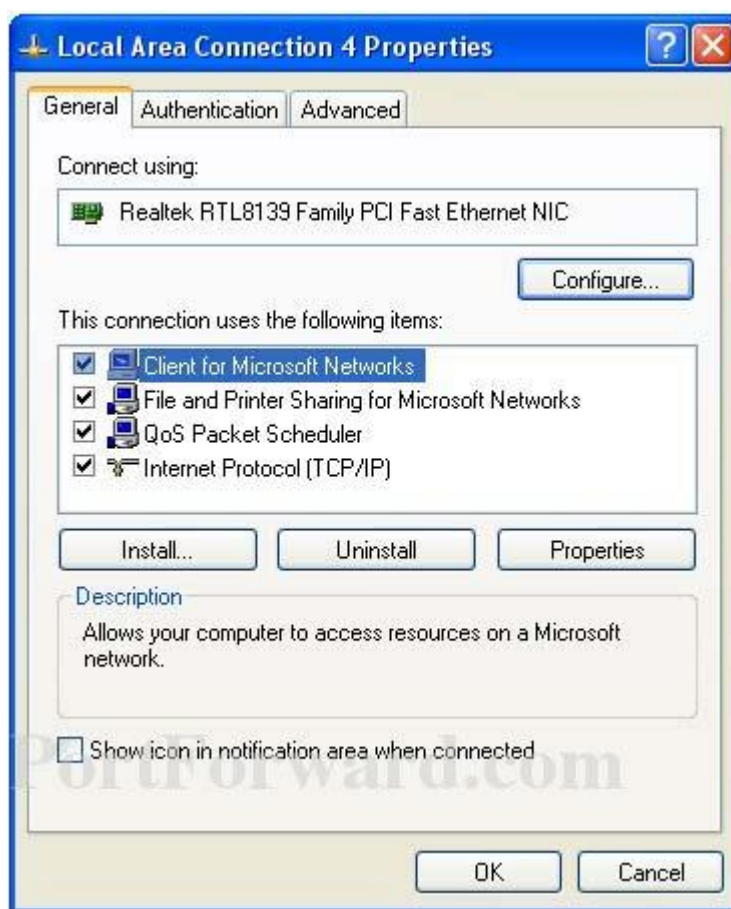 Local Area Connection 4 Properties
General Authentication Advanced
Connect using:
Realtek RTL8139 Family PCI Fast Ethernet NIC
Configure...
This connection uses the following items:
Client for Microsoft Networks
File and Printer Sharing for Microsoft Networks
QoS Packet Scheduler
Internet Protocol (TCP/IP)
Install... Uninstall Properties
Description
Allows your computer to access resources on a Microsoft
network.
Show icon in notification area when connected
PortForward.com
OK Cancel